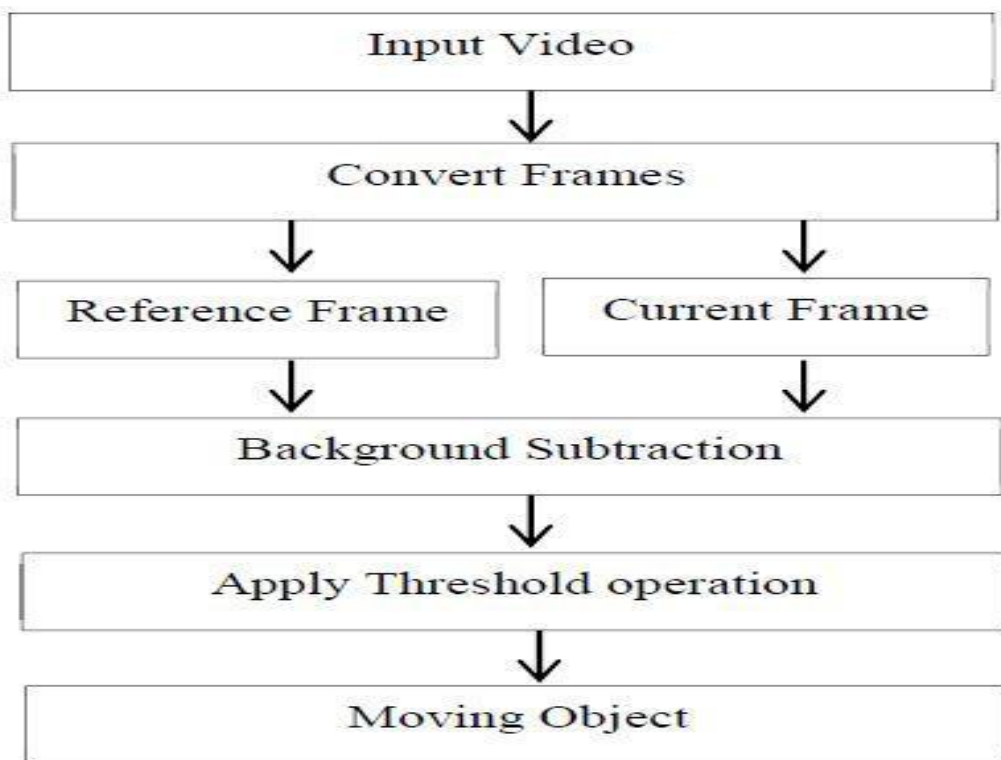 Input Video
Convert Frames
Reference Frame
Current Frame
Background Subtraction
Apply Threshold operation
Moving Object